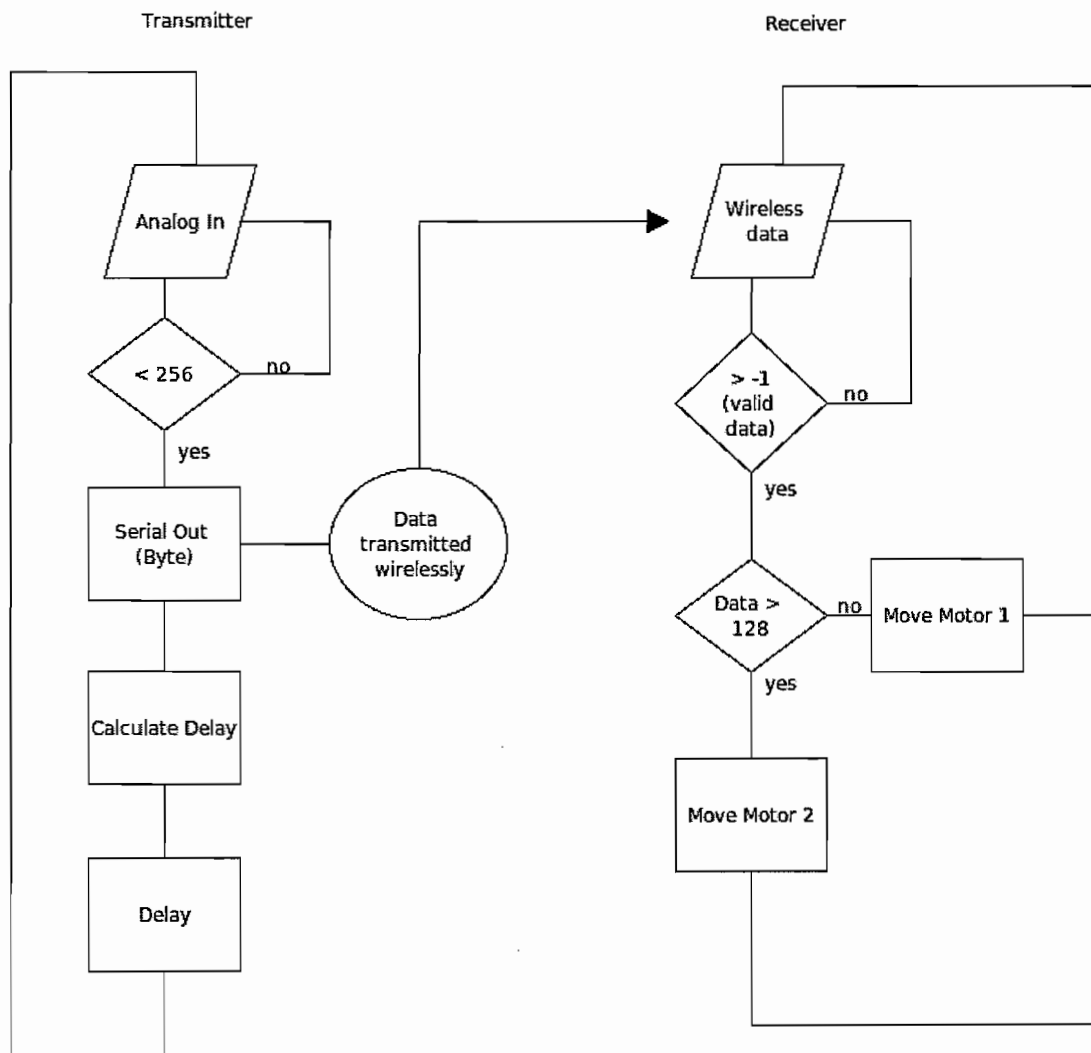 Transmitter
Analog In
< 256
no
yes
Serial Out
(Byte)
Data
transmitted
wirelessly
Calculate Delay
Delay
Receiver
Wireless
data
> -1
(valid
data)
no
yes
Data >
128
no
Move Motor 1
yes
Move Motor 2